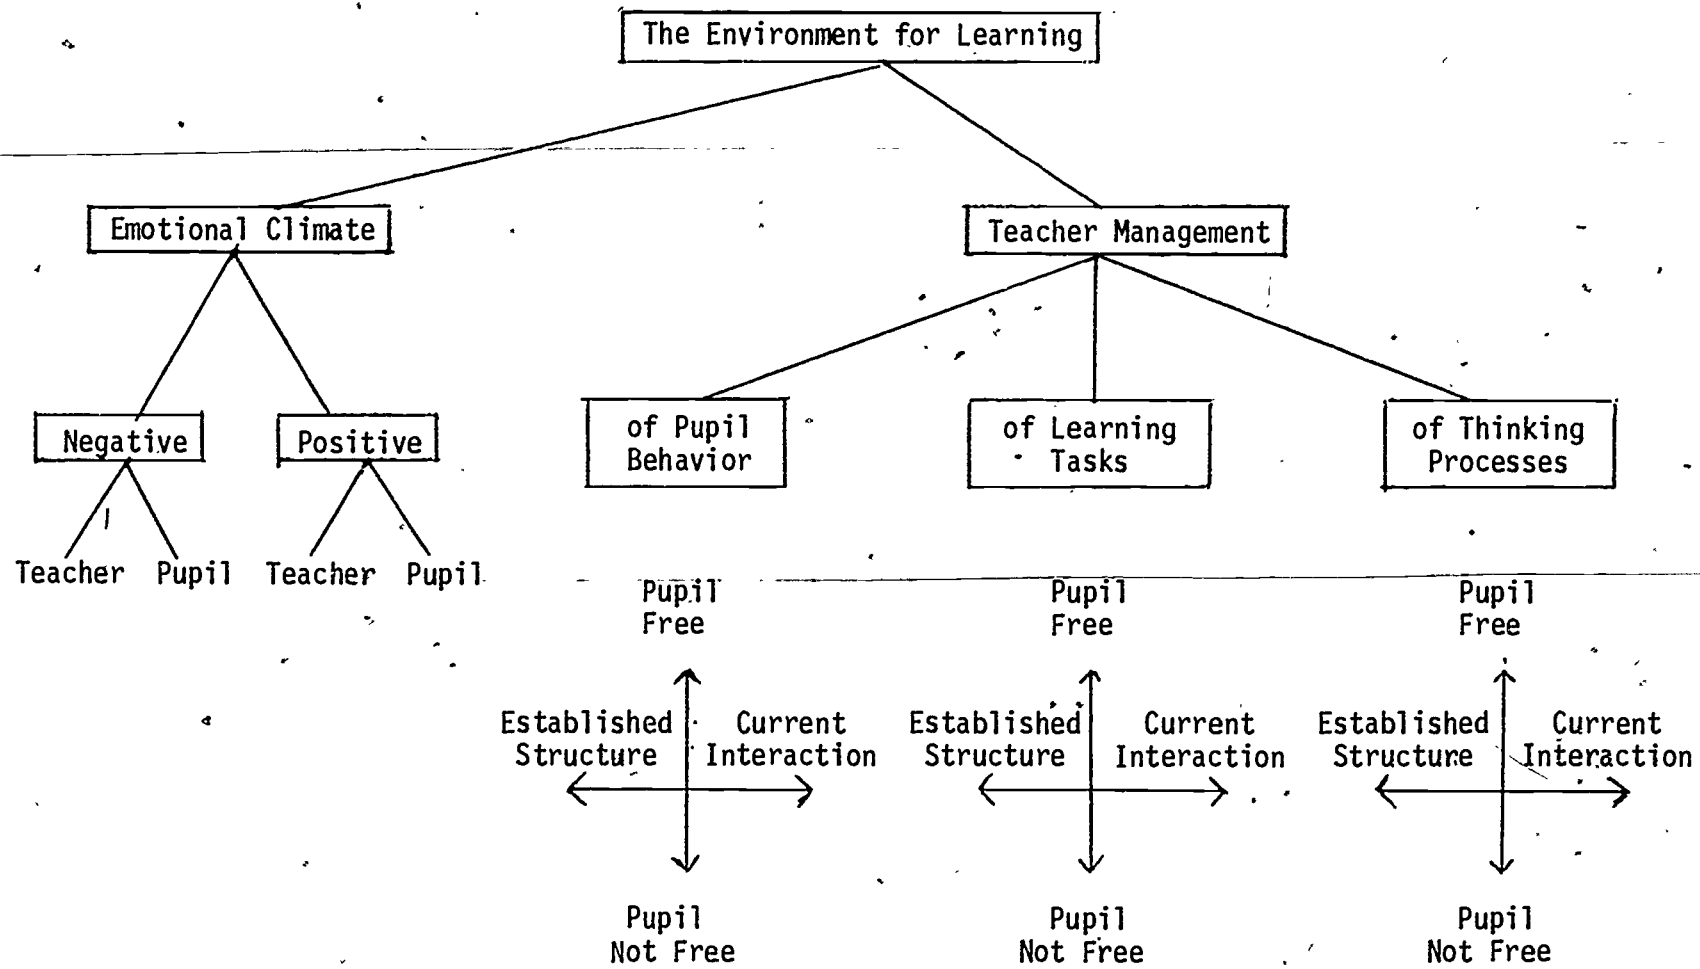 The Environment for Learning
Emotional Climate
Teacher Management
Negative
Positive
of Pupil
Behavior
of Learning
Tasks
of Thinking
Processes
Teacher Pupil Teacher Pupil
Pupil
Free
Pupil
Free
Pupil
Free
Established
Structure
Current
Interaction
Established
Structure
Current
Interaction
Established
Structure
Current
Interaction
Pupil
Not Free
Pupil
Not Free
Pupil
Not Free